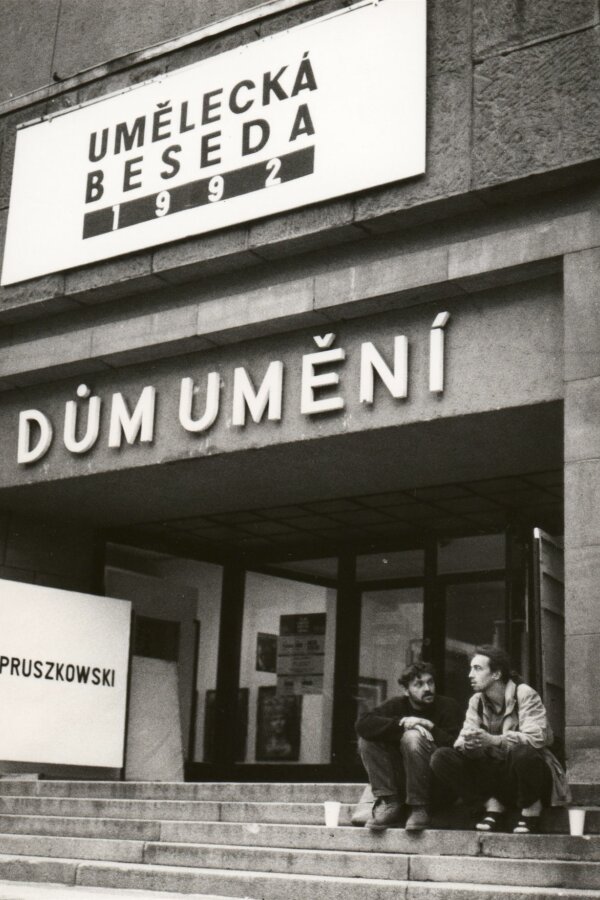 UMĚLECKÁ
BESEDA
1992
DŮM UMĚNÍ
PRUSZKOWSKI